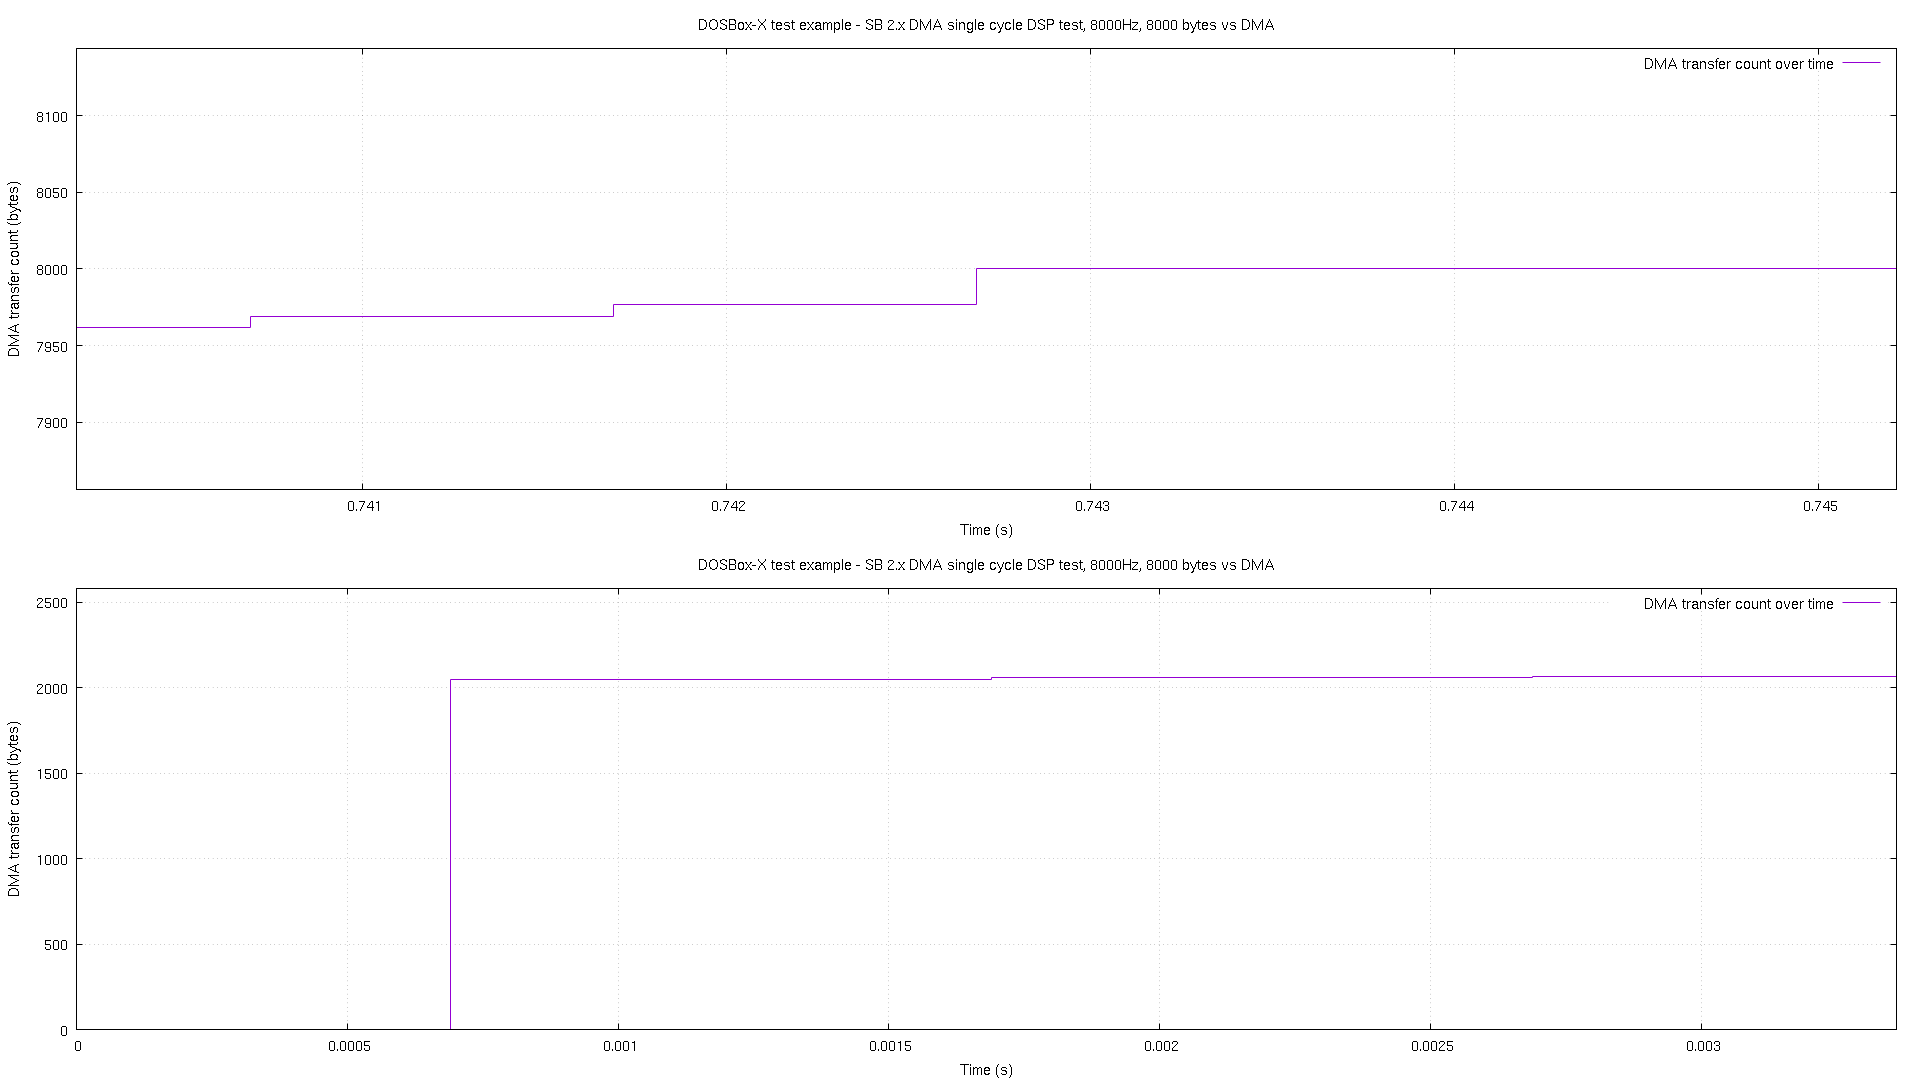 DOSBox-X test example - SB 2.x DMA single cycle DSP test, 8000Hz, 8000 bytes vs DMA
DMA transfer count over time
DMA transfer count (bytes)
8100
8050
8000
7950
7900
0.741 0.742 0.743 0.744 0.745
Time (s)
DOSBox-X test example - SB 2.x DMA single cycle DSP test, 8000Hz, 8000 bytes vs DMA
DMA transfer count over time
DMA transfer count (bytes)
2500
2000
1500
1000
500
0
0 0.0005 0.001 0.0015 0.002 0.0025 0.003
Time (s)